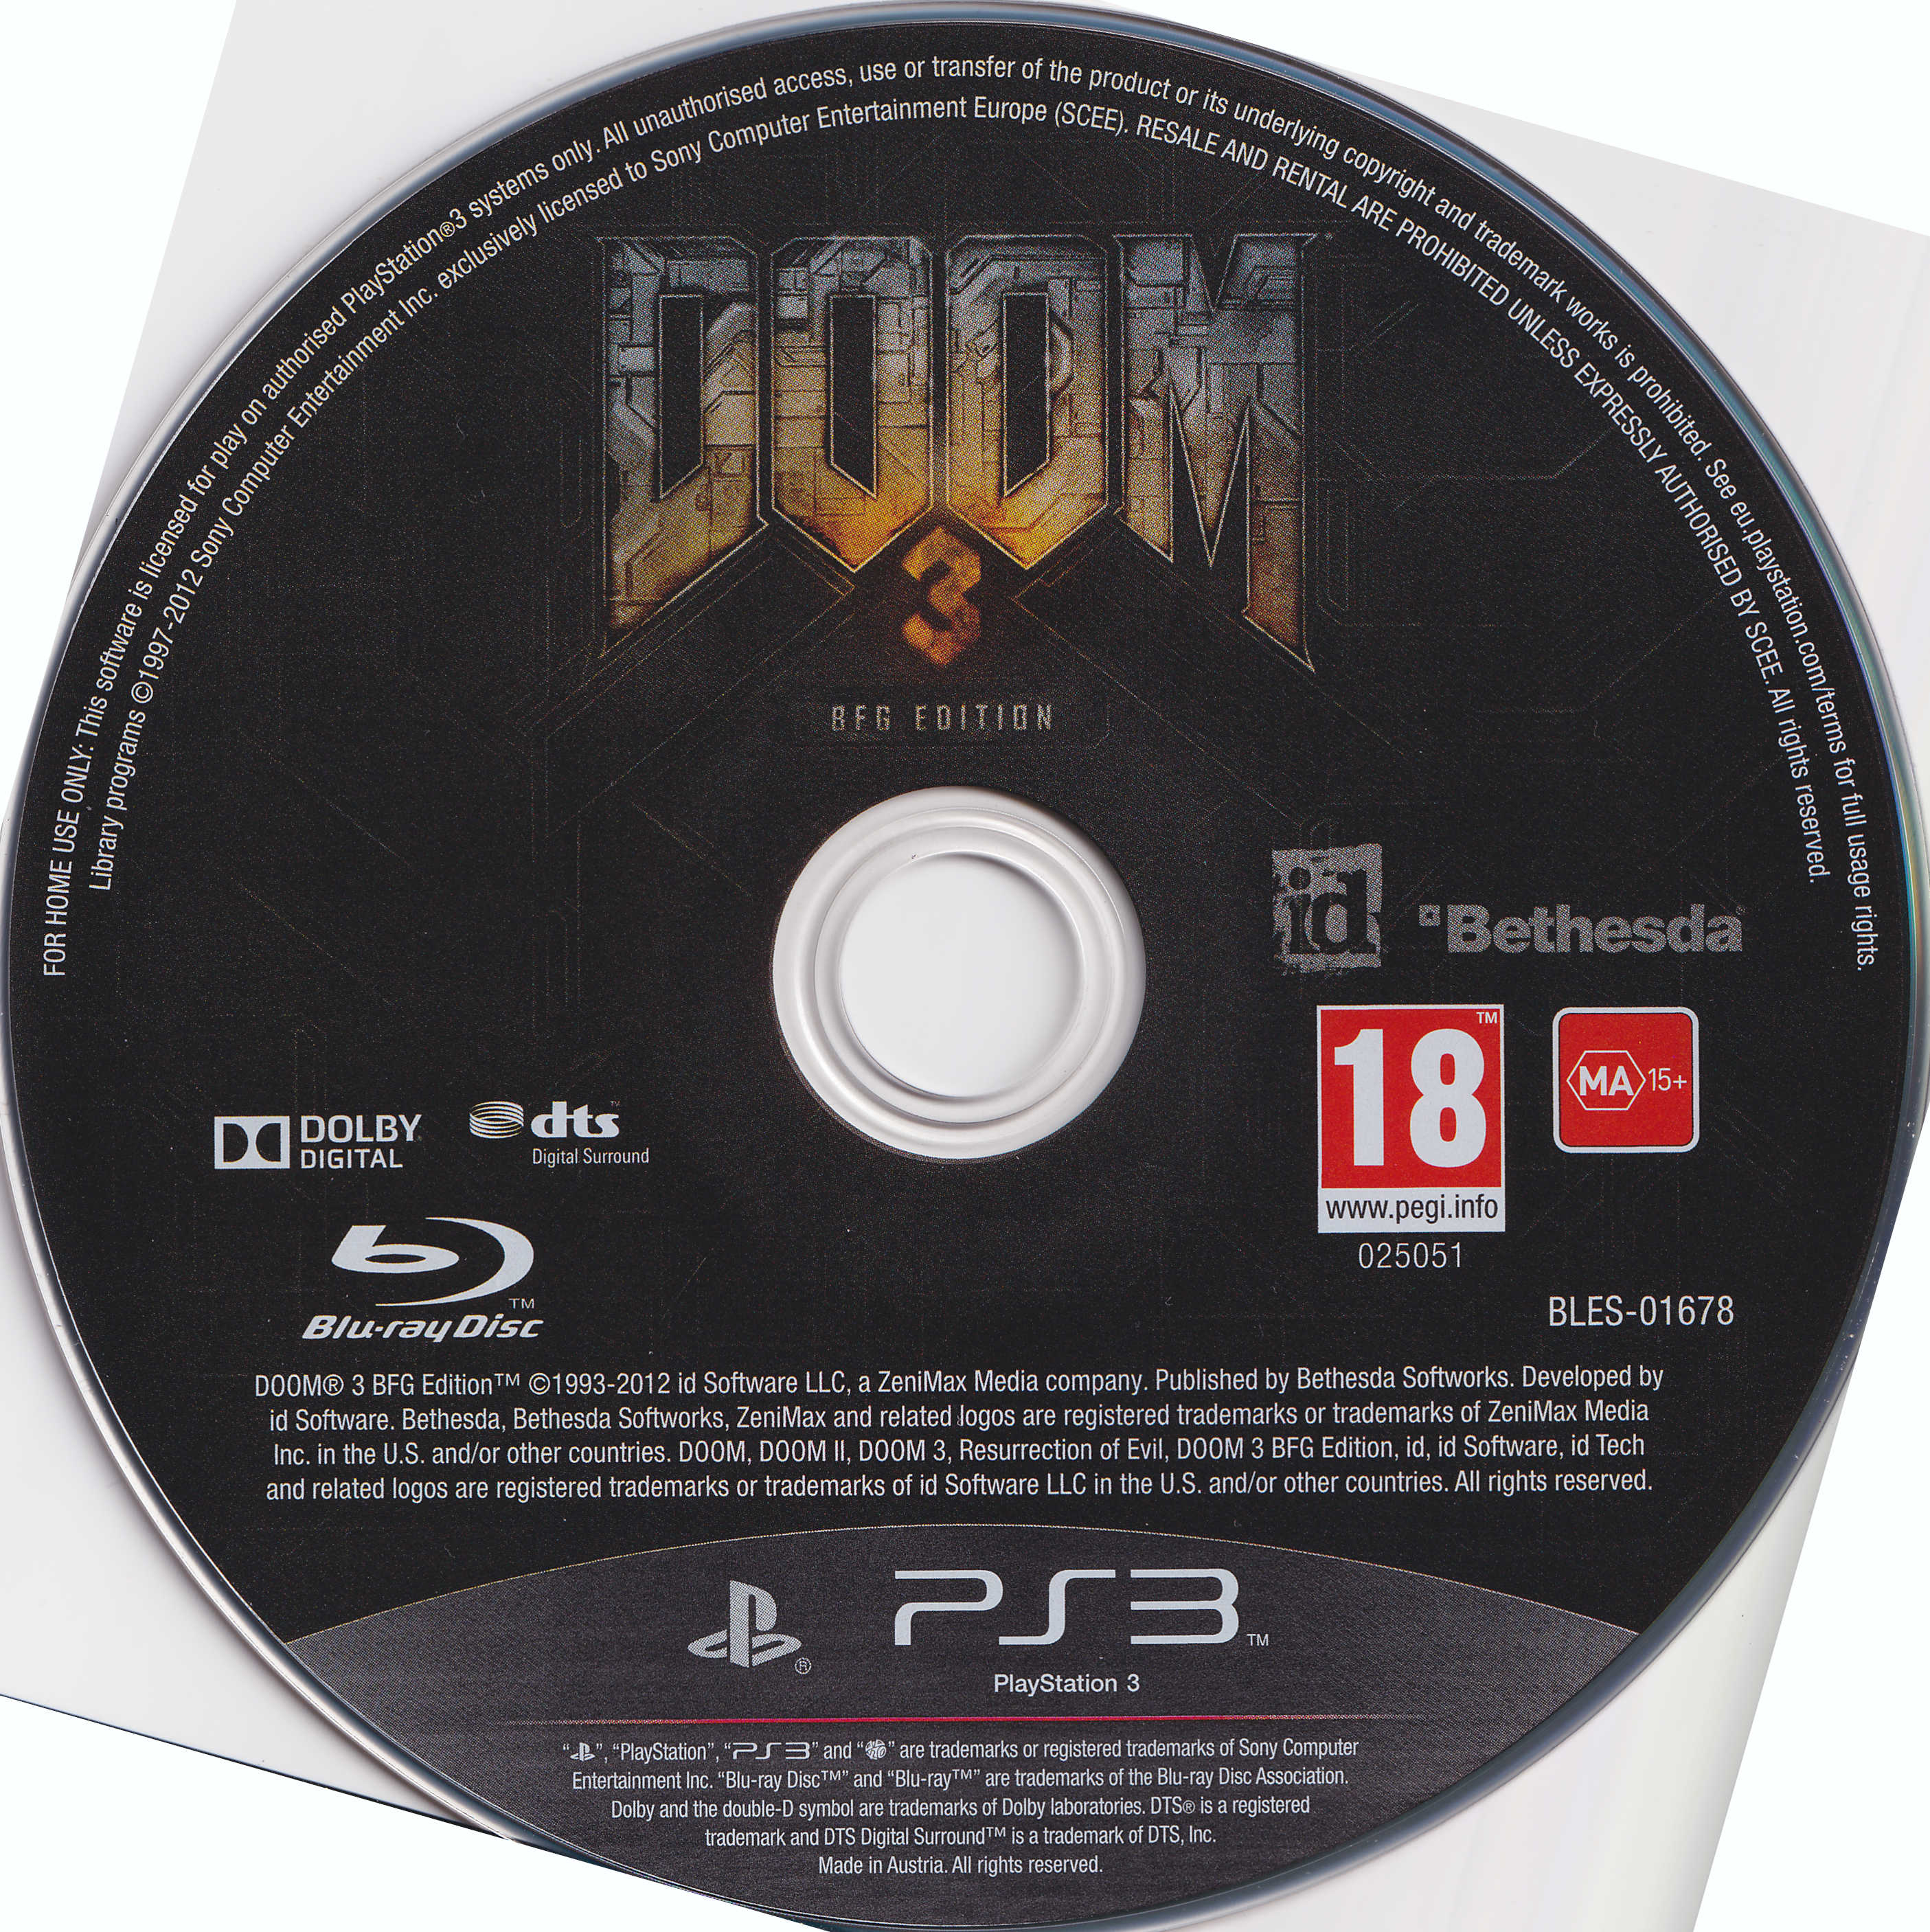 FOR HOME USE ONLY: This software is licensed for play on authorised PlayStation®3 systems only. All unauthorised access, use or transfer of the product or its underlying copyright and trademark works is prohibited. See eu.playstation.com/terms for full usage rights.
Library programs ©1997-2012 Sony Computer Entertainment Inc. exclusively licensed to Sony Computer Entertainment Europe (SCEE). RESALE AND RENTAL ARE PROHIBITED UNLESS EXPRESSLY AUTHORISED BY SCEE. All rights reserved.
DOOM
3
BFG EDITION
id
Bethesda
18™
MA 15+
www.pegi.info
025051
DOLBY
DIGITAL
dts™
Digital Surround
Blu-ray Disc™
BLES-01678
DOOM® 3 BFG Edition™ ©1993-2012 id Software LLC, a ZeniMax Media company. Published by Bethesda Softworks. Developed by
id Software. Bethesda, Bethesda Softworks, ZeniMax and related logos are registered trademarks or trademarks of ZeniMax Media
Inc. in the U.S. and/or other countries. DOOM, DOOM II, DOOM 3, Resurrection of Evil, DOOM 3 BFG Edition, id, id Software, id Tech
and related logos are registered trademarks or trademarks of id Software LLC in the U.S. and/or other countries. All rights reserved.
® PS3™
PlayStation 3
“ ”, “PlayStation”, “PS3” and “ ” are trademarks or registered trademarks of Sony Computer
Entertainment Inc. “Blu-ray Disc™” and “Blu-ray™” are trademarks of the Blu-ray Disc Association.
Dolby and the double-D symbol are trademarks of Dolby laboratories. DTS® is a registered
trademark and DTS Digital Surround™ is a trademark of DTS, Inc.
Made in Austria. All rights reserved.